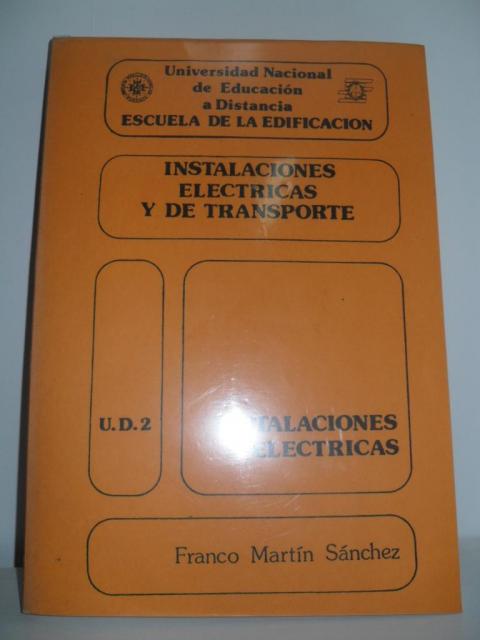 Universidad Nacional
de Educación
a Distancia
ESCUELA DE LA EDIFICACION
INSTALACIONES
ELECTRICAS
Y DE TRANSPORTE
U.D.2
TALACIONES
ELECTRICAS
Franco Martín Sánchez